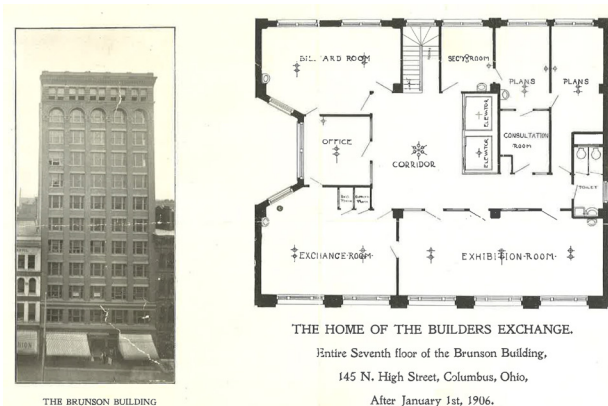 BILLIARD ROOM
SECY ROOM
PLANS
PLANS
ELEVATOR
ELEVATOR
CONSULTATION
ROOM
OFFICE
CORRIDOR
TOILET
EXCHANGE ROOM
EXHIBITION ROOM
THE HOME OF THE BUILDERS EXCHANGE.
Entire Seventh floor of the Brunson Building,
145 N. High Street, Columbus, Ohio,
After January 1st, 1906.
THE BRUNSON BUILDING